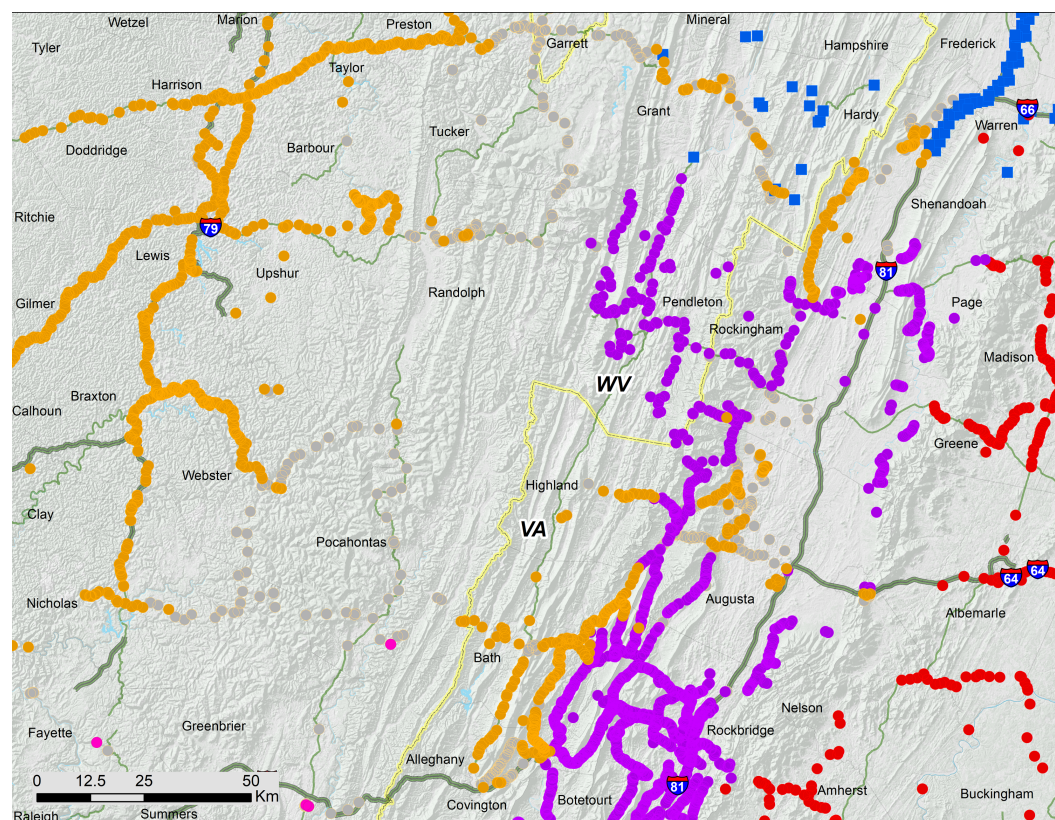 Wetzel
Marion
Preston
Mineral
Tyler
Garrett
Hampshire
Frederick
Taylor
Harrison
Grant
Hardy
66
Warren
Tucker
Doddridge
Barbour
Shenandoah
Ritchie
79
Lewis
Upshur
81
Randolph
Pendleton
Page
Gilmer
Rockingham
Madison
WV
Braxton
Calhoun
Greene
Webster
Highland
Clay
VA
Pocahontas
64
64
Nicholas
Augusta
Albemarle
Bath
Nelson
Fayette
Greenbrier
Rockbridge
Alleghany
0 12.5 25 50
Km
81
Covington
Botetourt
Amherst
Buckingham
Raleigh
Summers